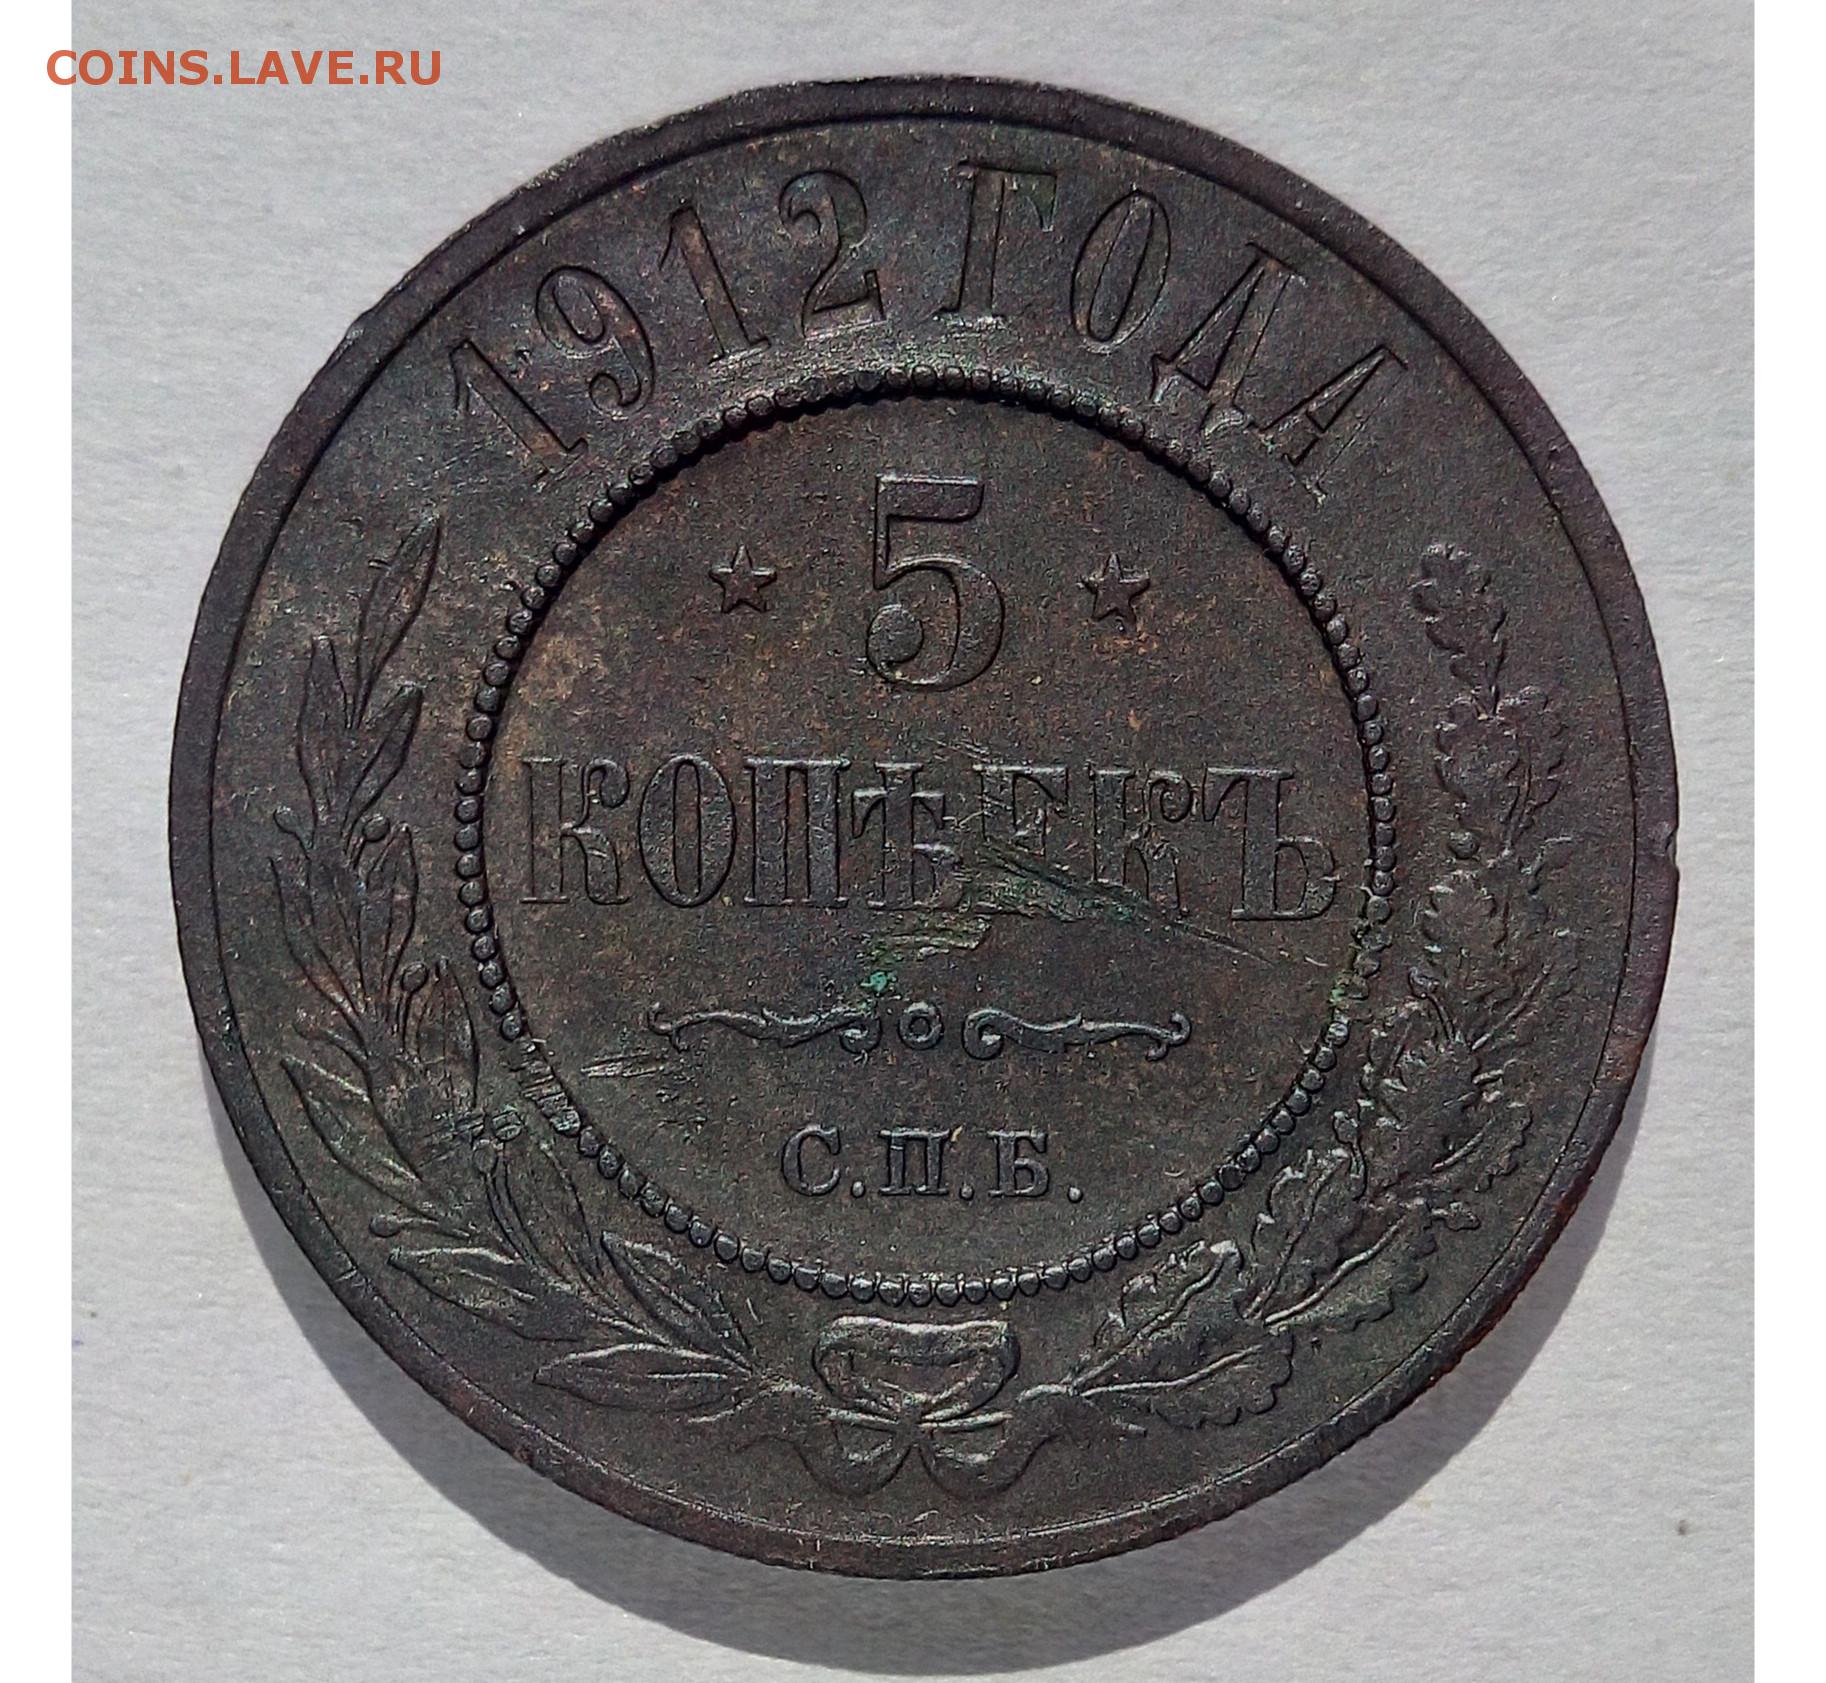 COINS.LAVE.RU
1912 ГОДА
5
КОПѢЕКЪ
С.П.Б.